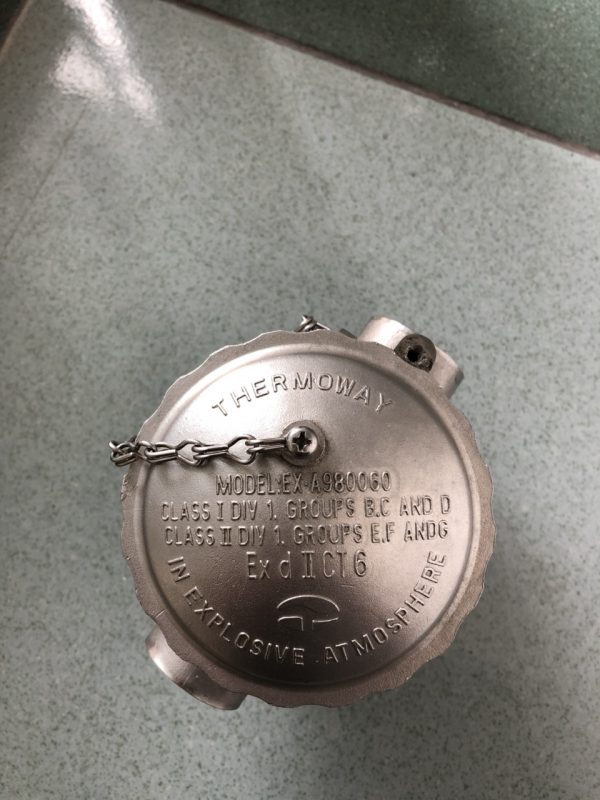 THERMOWAY
MODEL:EX-A980060
CLASS I DIV 1. GROUPS B.C AND D
CLASS II DIV 1. GROUPS E.F ANDG
Ex d II CT6
IN EXPLOSIVE ATMOSPHERE